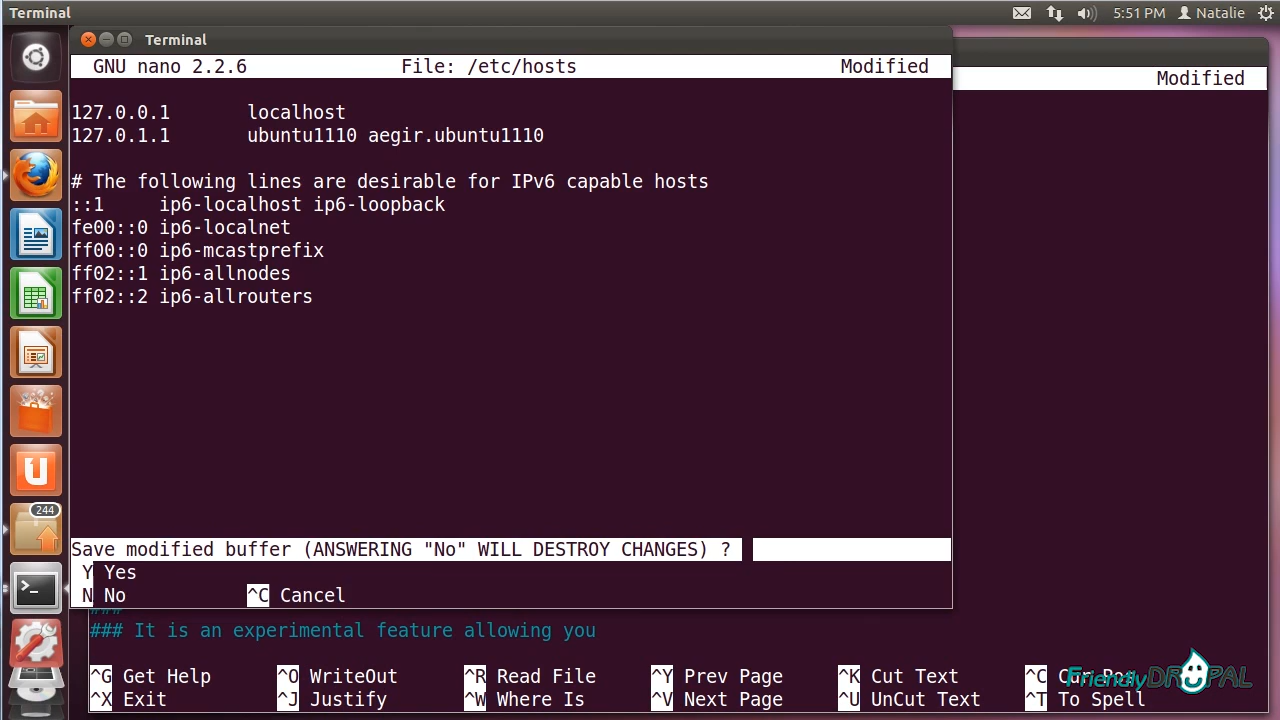 Terminal
5:51 PM Natalie
Terminal
GNU nano 2.2.6 File: /etc/hosts Modified
Modified
127.0.0.1 localhost
127.0.1.1 ubuntu1110 aegir.ubuntu1110
# The following lines are desirable for IPv6 capable hosts
::1 ip6-localhost ip6-loopback
fe00::0 ip6-localnet
ff00::0 ip6-mcastprefix
ff02::1 ip6-allnodes
ff02::2 ip6-allrouters
244
Save modified buffer (ANSWERING "No" WILL DESTROY CHANGES) ?
Y Yes
N No ^C Cancel
###
### It is an experimental feature allowing you
^G Get Help ^O WriteOut ^R Read File ^Y Prev Page ^K Cut Text ^C Cur Pos
^X Exit ^J Justify ^W Where Is ^V Next Page ^U UnCut Text ^T To Spell
FriendlyDRUPAL